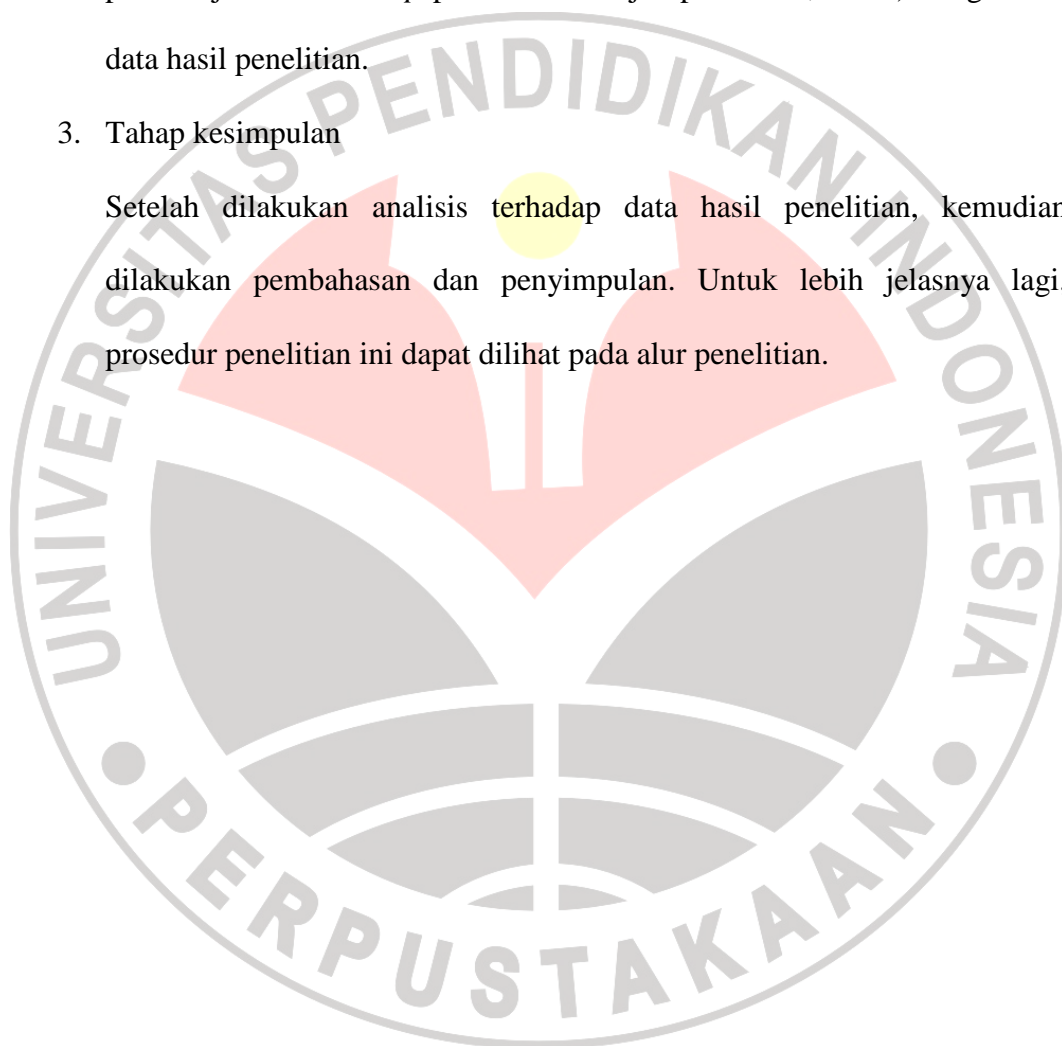 data hasil penelitian.
3. Tahap kesimpulan
Setelah dilakukan analisis terhadap data hasil penelitian, kemudian
dilakukan pembahasan dan penyimpulan. Untuk lebih jelasnya lagi,
prosedur penelitian ini dapat dilihat pada alur penelitian.
UNIVERSITAS PENDIDIKAN INDONESIA
PERPUSTAKAAN